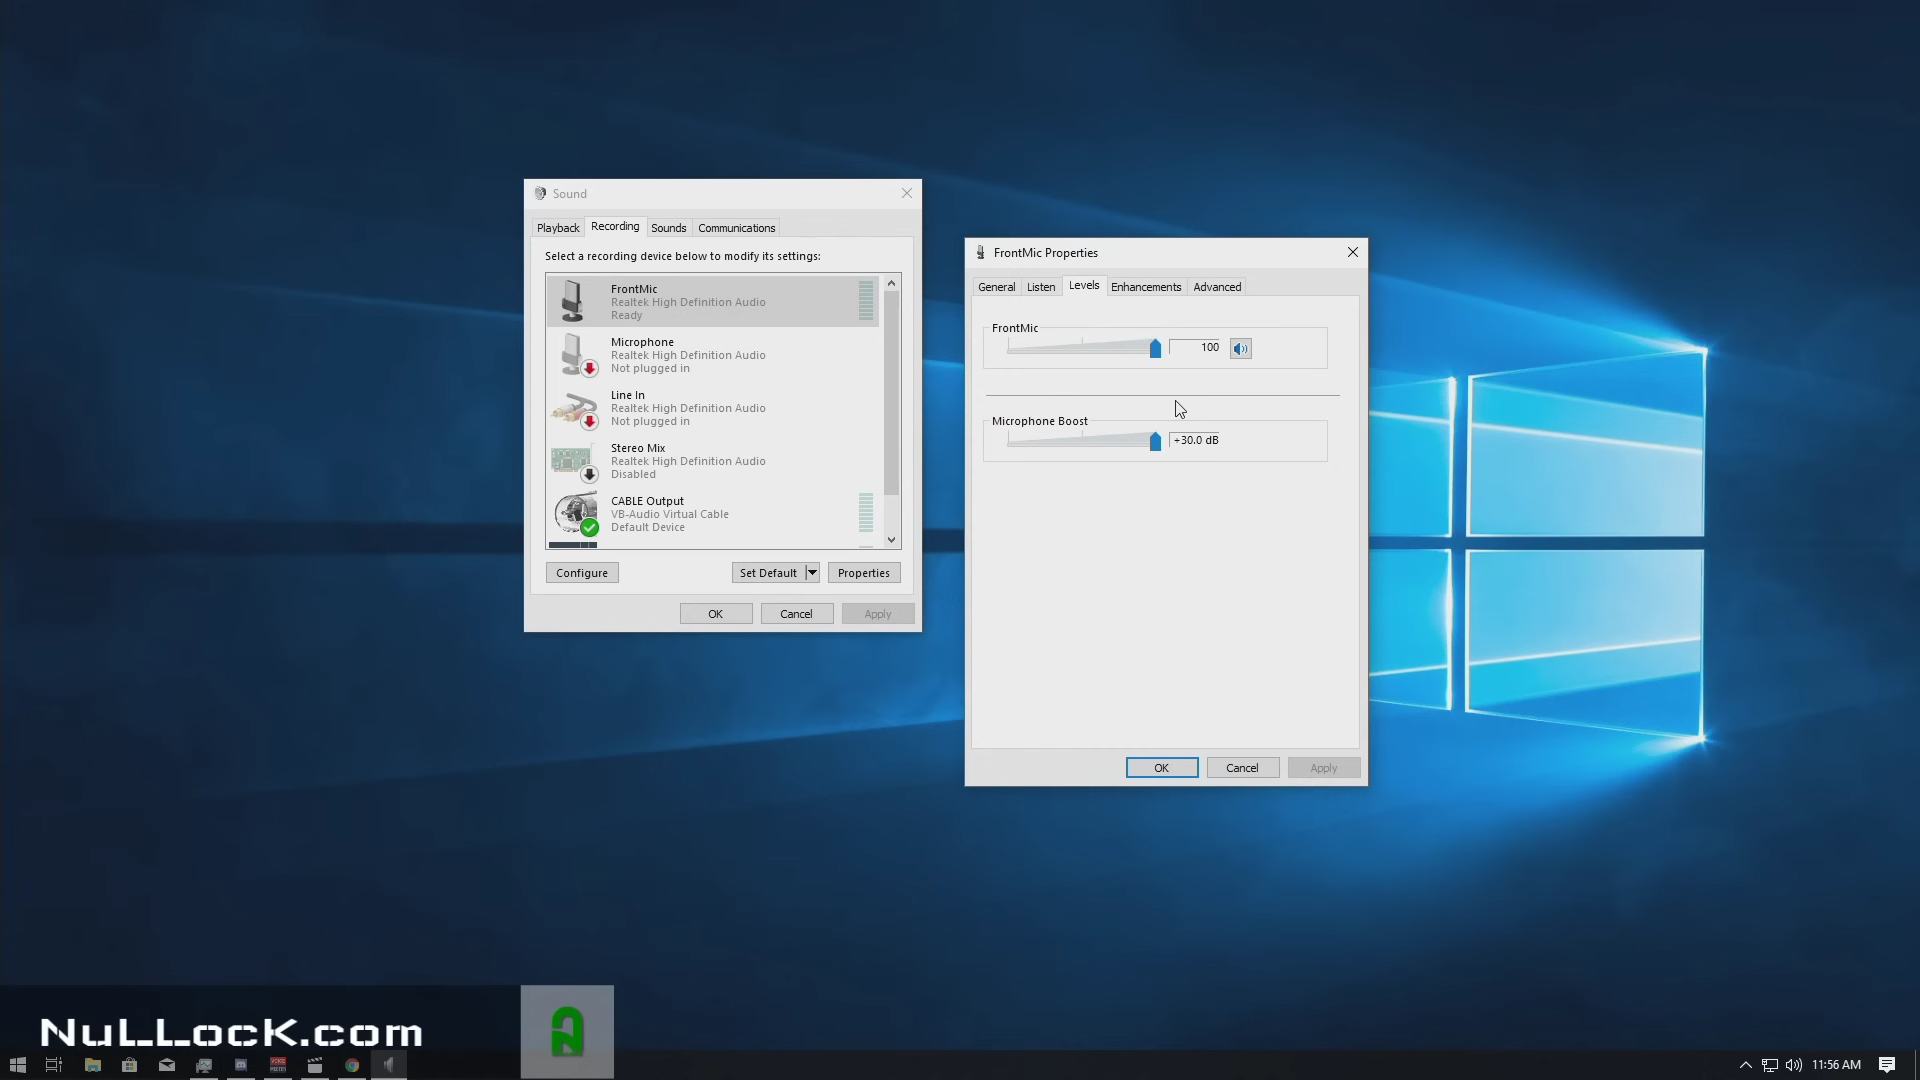 Sound
Playback
Recording
Sounds
Communications
Select a recording device below to modify its settings:
FrontMic
Realtek High Definition Audio
Ready
Microphone
Realtek High Definition Audio
Not plugged in
Line In
Realtek High Definition Audio
Not plugged in
Stereo Mix
Realtek High Definition Audio
Disabled
CABLE Output
VB-Audio Virtual Cable
Default Device
Configure
Set Default
Properties
OK
Cancel
Apply
FrontMic Properties
General
Listen
Levels
Enhancements
Advanced
FrontMic
100
Microphone Boost
+30.0 dB
OK
Cancel
Apply
NuLLocK.com
11:56 AM